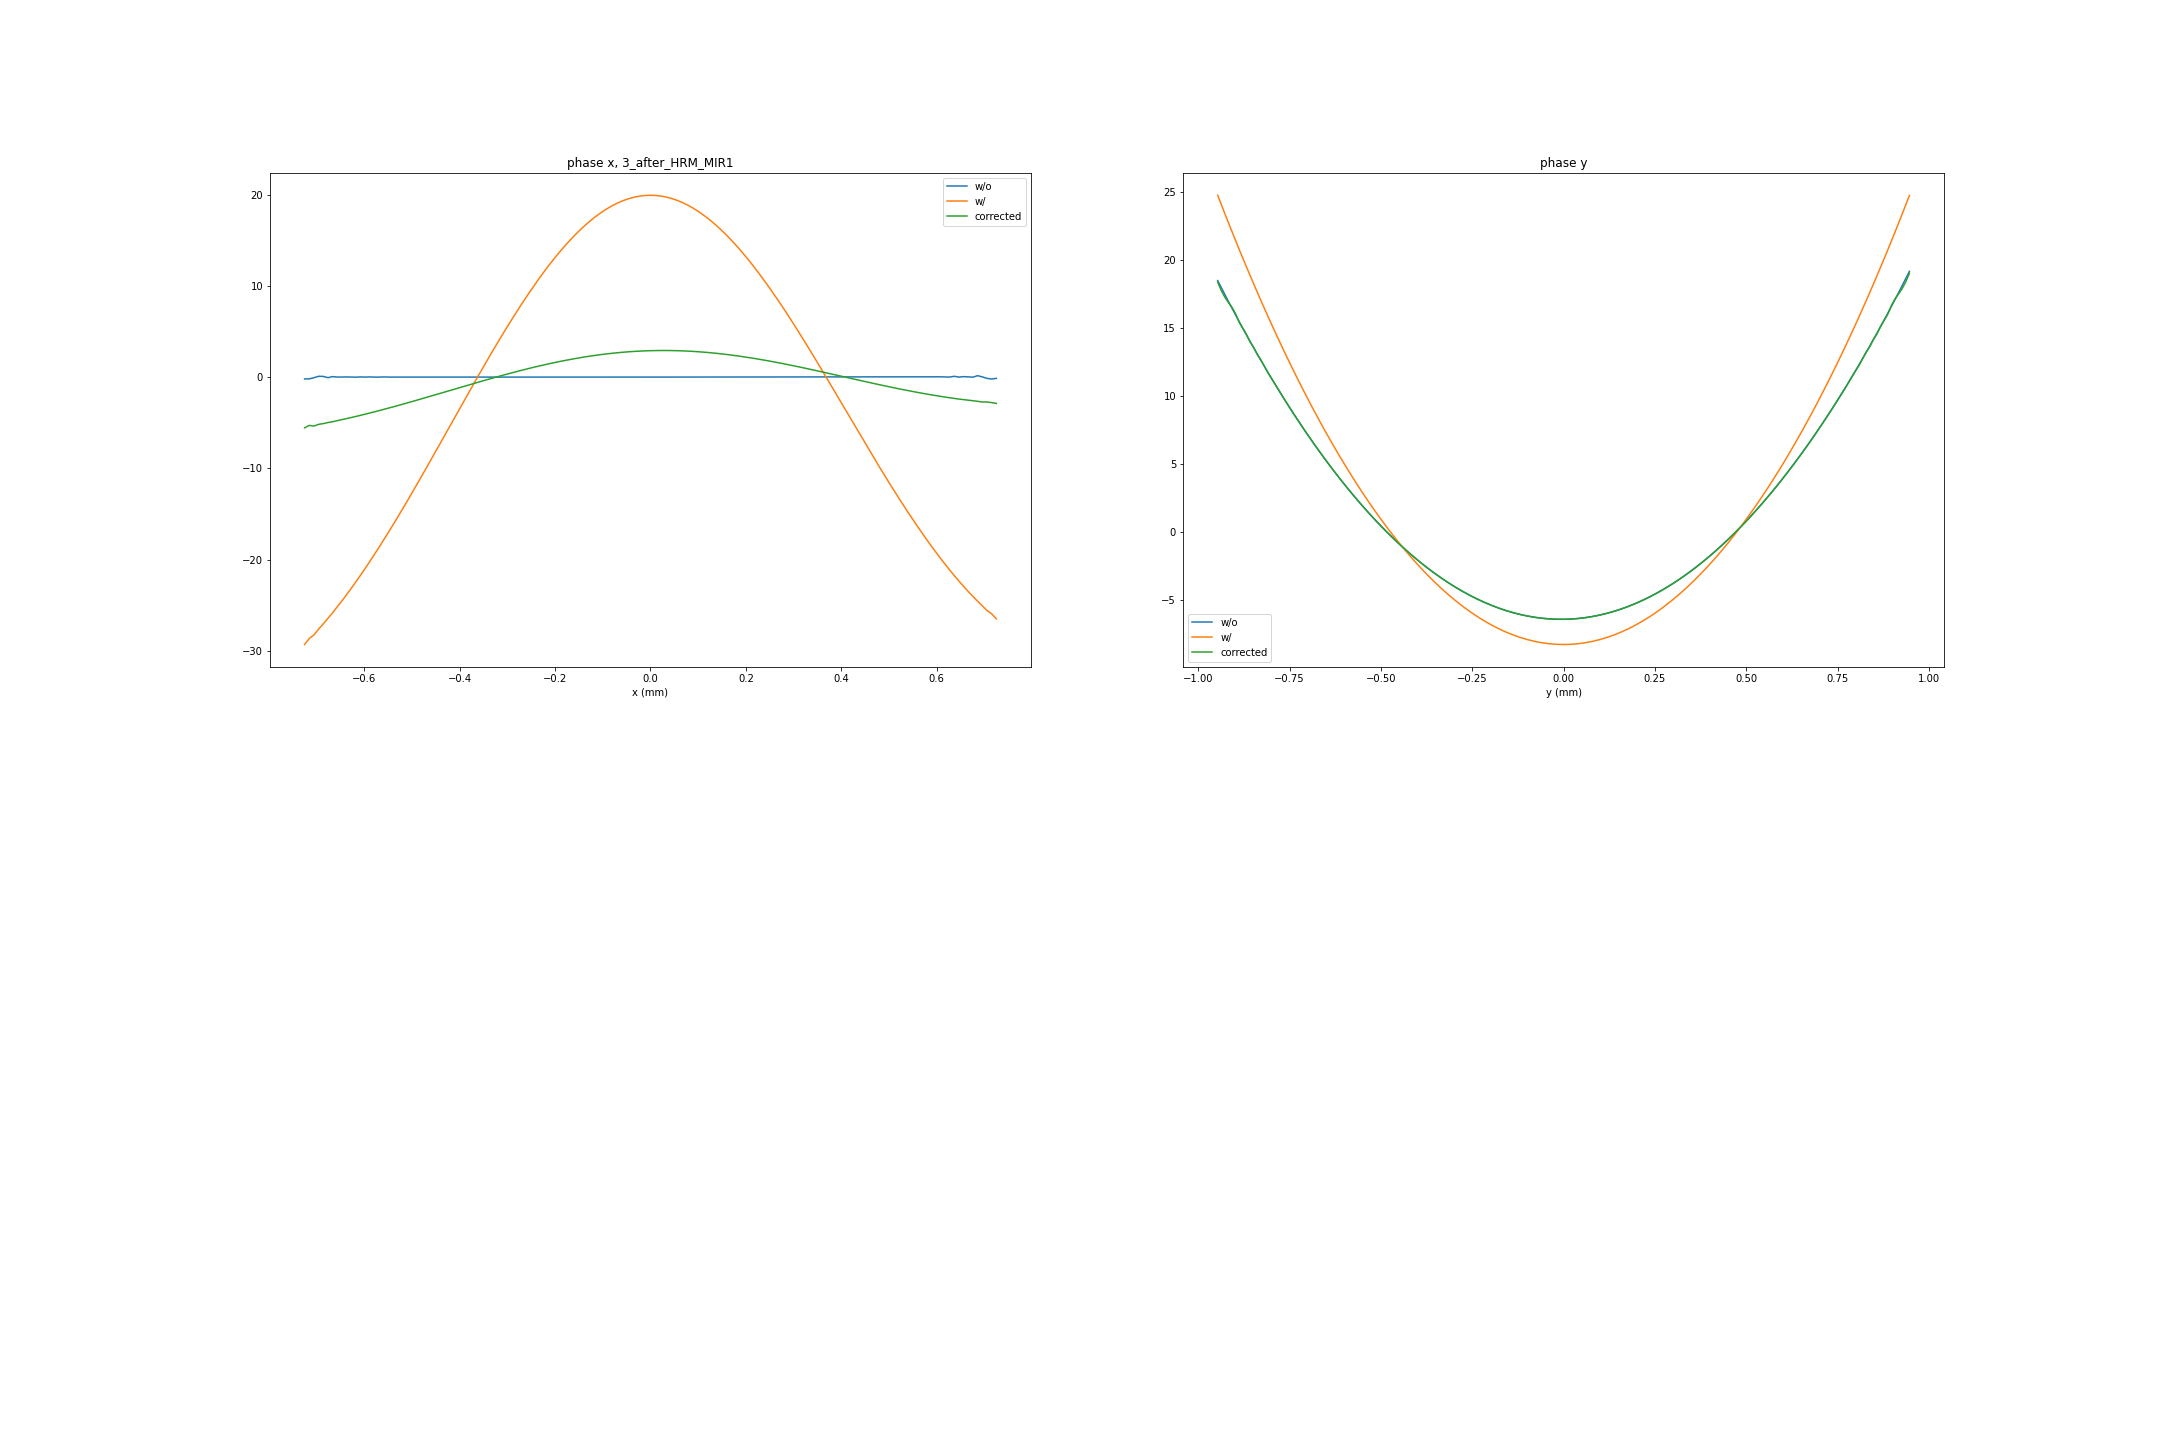 phase x, 3_after_HRM_MIR1
w/o
w/
corrected
20
10
0
−10
−20
−30
−0.6 −0.4 −0.2 0.0 0.2 0.4 0.6
x (mm)
phase y
25
20
15
10
5
0
−5
w/o
w/
corrected
−1.00 −0.75 −0.50 −0.25 0.00 0.25 0.50 0.75 1.00
y (mm)